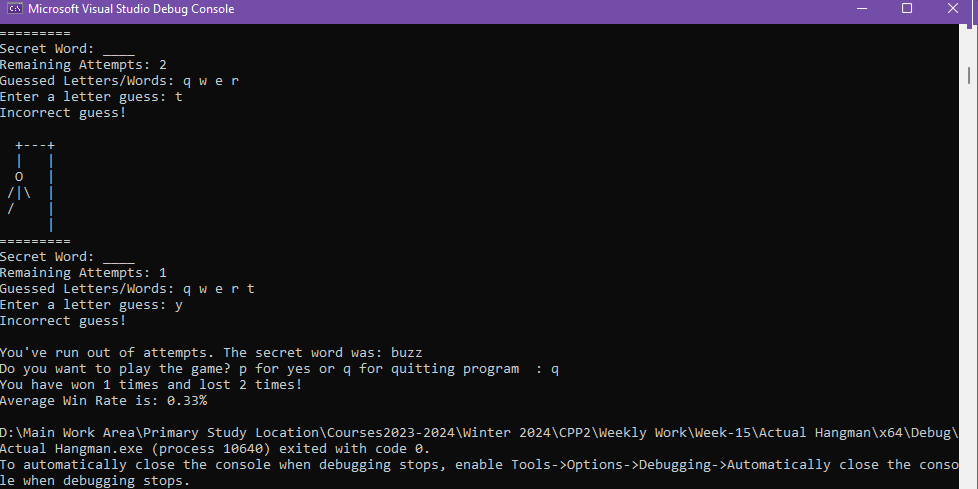 Microsoft Visual Studio Debug Console
=========
Secret Word: ____
Remaining Attempts: 2
Guessed Letters/Words: q w e r
Enter a letter guess: t
Incorrect guess!
  +---+
  |   |
  O   |
 /|\  |
 /    |
      |
=========
Secret Word: ____
Remaining Attempts: 1
Guessed Letters/Words: q w e r t
Enter a letter guess: y
Incorrect guess!
You've run out of attempts. The secret word was: buzz
Do you want to play the game? p for yes or q for quitting program  : q
You have won 1 times and lost 2 times!
Average Win Rate is: 0.33%
D:\Main Work Area\Primary Study Location\Courses2023-2024\Winter 2024\CPP2\Weekly Work\Week-15\Actual Hangman\x64\Debug\
Actual Hangman.exe (process 10640) exited with code 0.
To automatically close the console when debugging stops, enable Tools->Options->Debugging->Automatically close the conso
le when debugging stops.